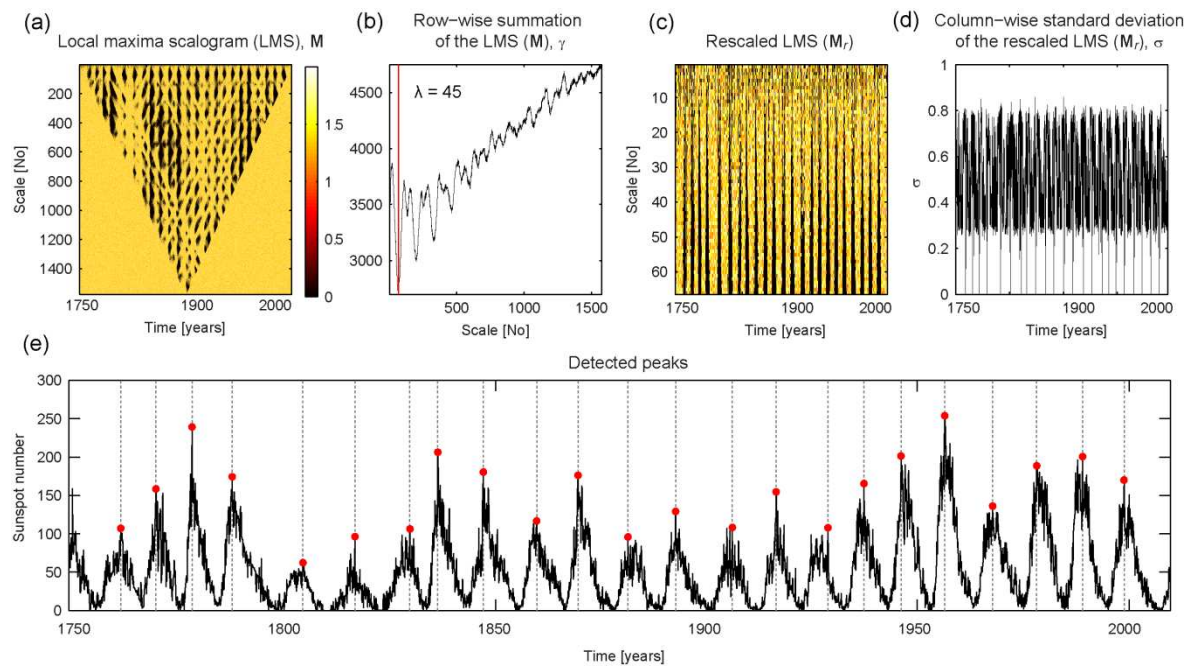 (a)
Local maxima scalogram (LMS), M
Scale [No]
200
400
600
800
1000
1200
1400
1750
1900
2000
Time [years]
1.5
1
0.5
0
(b)
Row-wise summation
of the LMS (M), γ
λ = 45
4500
4000
3500
3000
500
1000
1500
Scale [No]
(c)
Rescaled LMS (Mr)
Scale [No]
10
20
30
40
50
60
1750
1900
2000
Time [years]
(d)
Column-wise standard deviation
of the rescaled LMS (Mr), σ
σ
1
0.8
0.6
0.4
0.2
0
1750
1900
2000
Time [years]
(e)
Detected peaks
Sunspot number
300
250
200
150
100
50
0
1750
1800
1850
1900
1950
2000
Time [years]